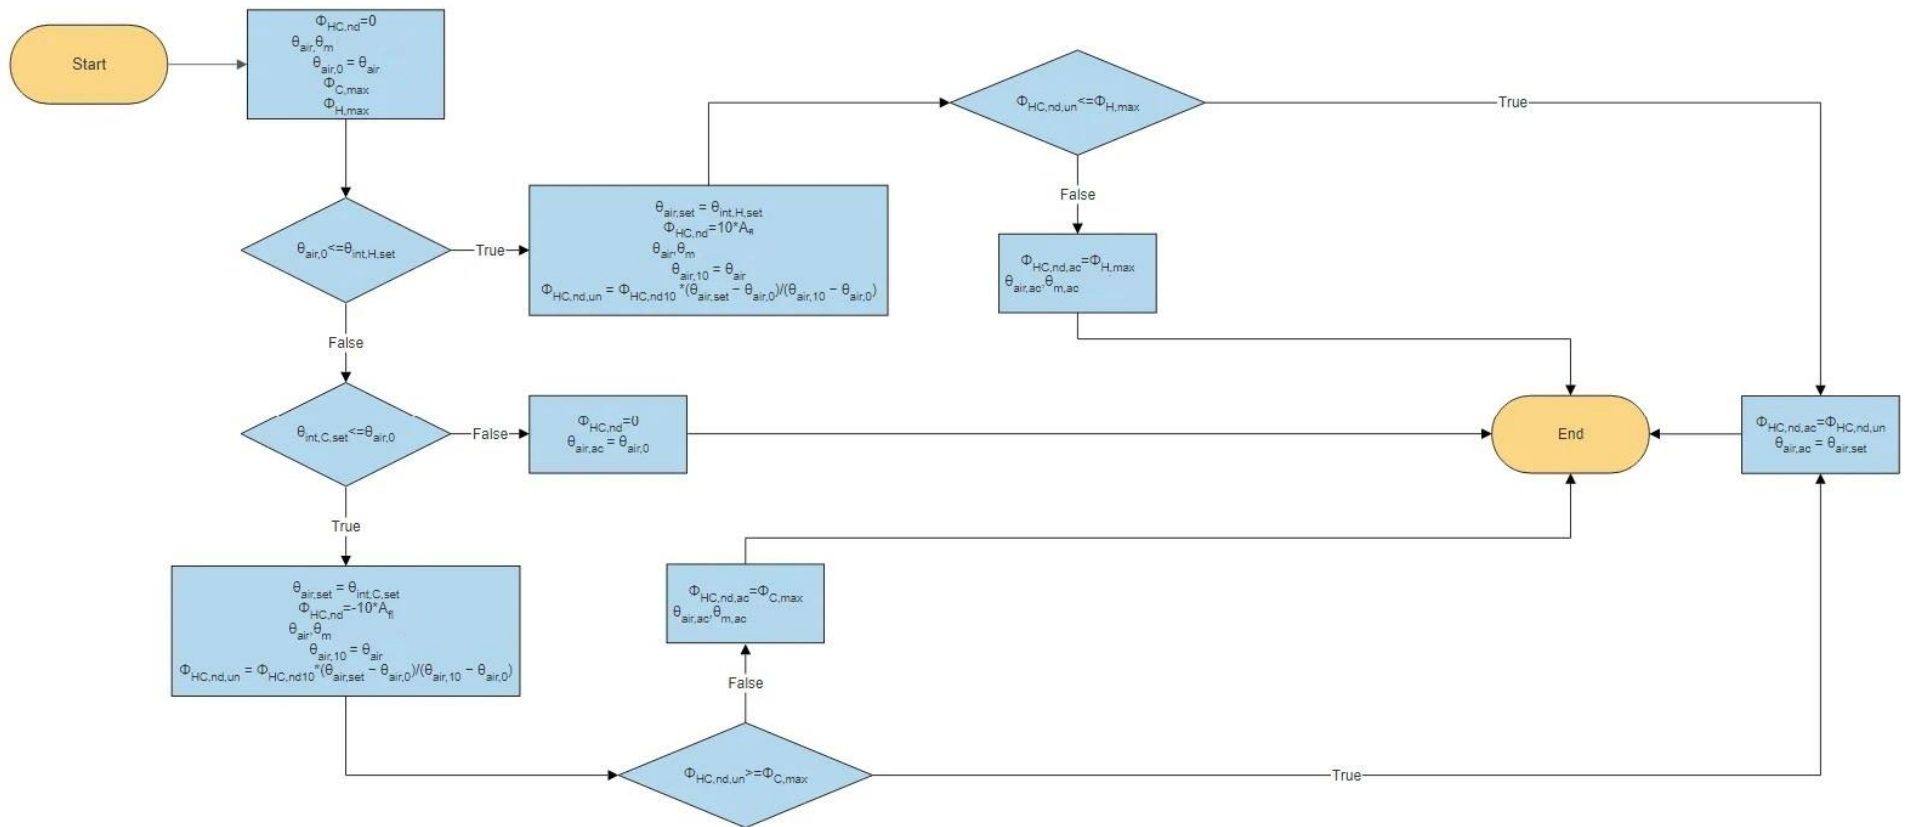 Start
ΦHC,nd=0
θair,θm
θair,0 = θair
ΦC,max
ΦH,max
θair,0<=θint,H,set
True
θair,set = θint,H,set
ΦHC,nd=10*Afl
θair,θm
θair,10 = θair
ΦHC,nd,un = ΦHC,nd10 *(θair,set − θair,0)/(θair,10 − θair,0)
ΦHC,nd,un<=ΦH,max
True
False
ΦHC,nd,ac=ΦH,max
θair,ac,θm,ac
False
θint,C,set<=θair,0
False
ΦHC,nd=0
θair,ac = θair,0
End
ΦHC,nd,ac=ΦHC,nd,un
θair,ac = θair,set
True
θair,set = θint,C,set
ΦHC,nd=-10*Afl
θair,θm
θair,10 = θair
ΦHC,nd,un = ΦHC,nd10 *(θair,set − θair,0)/(θair,10 − θair,0)
ΦHC,nd,ac=ΦC,max
θair,ac,θm,ac
False
ΦHC,nd,un>=ΦC,max
True